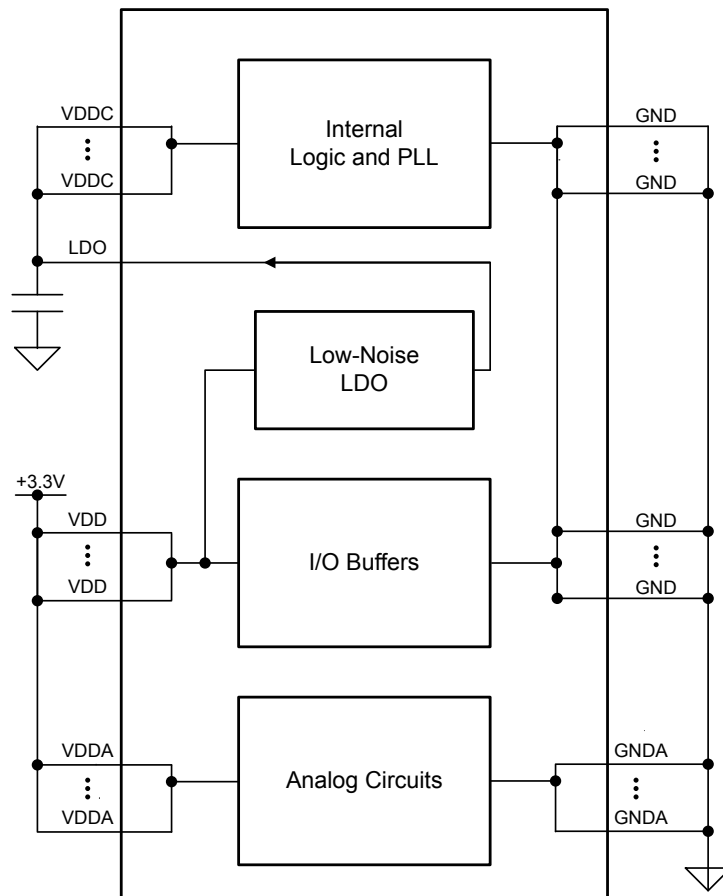 VDDC
GND
Internal
Logic and PLL
VDDC
GND
LDO
Low-Noise
LDO
+3.3V
VDD
GND
I/O Buffers
VDD
GND
VDDA
GNDA
Analog Circuits
VDDA
GNDA